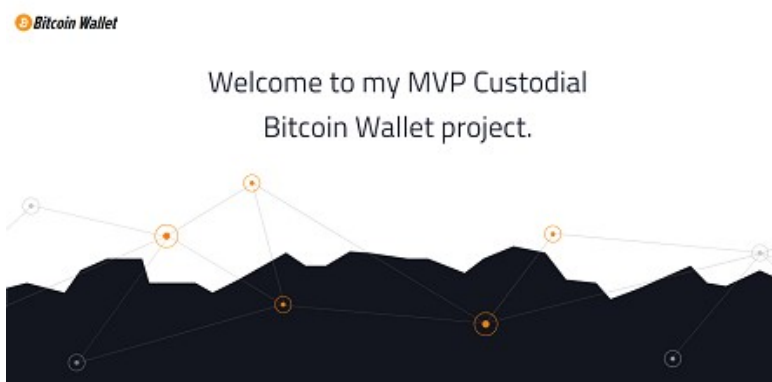 Bitcoin Wallet
Welcome to my MVP Custodial
Bitcoin Wallet project.